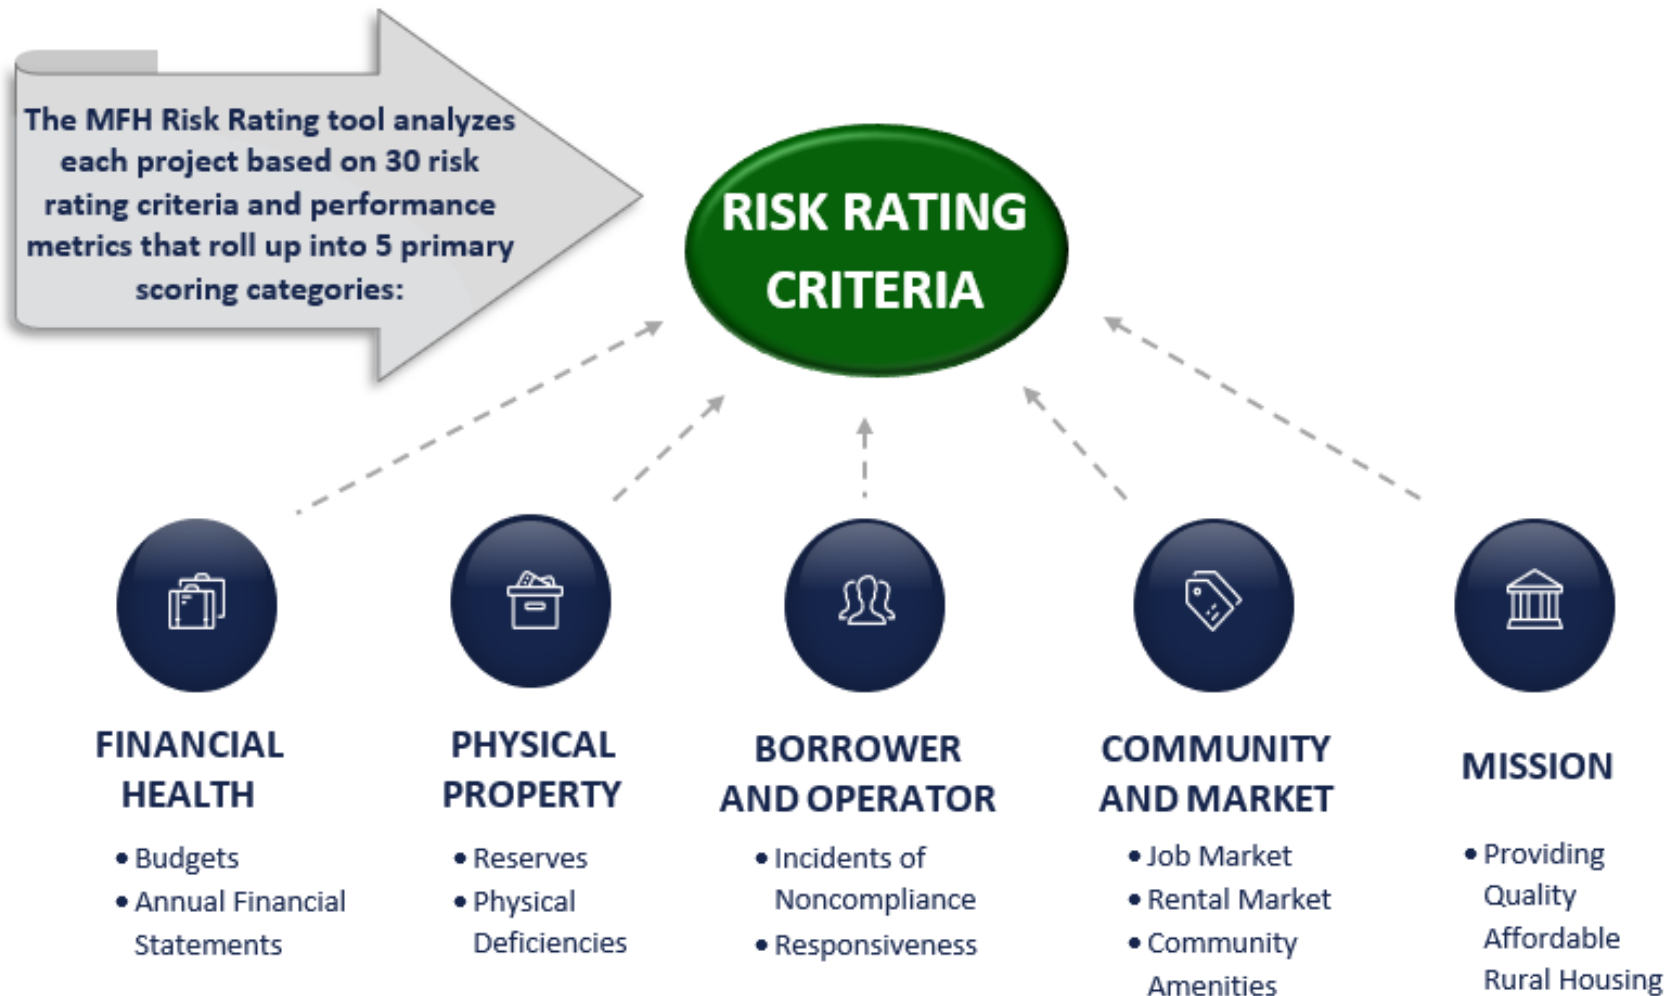 The MFH Risk Rating tool analyzes
each project based on 30 risk
rating criteria and performance
metrics that roll up into 5 primary
scoring categories:
RISK RATING
CRITERIA
FINANCIAL
HEALTH
• Budgets
• Annual Financial
Statements
PHYSICAL
PROPERTY
• Reserves
• Physical
Deficiencies
BORROWER
AND OPERATOR
• Incidents of
Noncompliance
• Responsiveness
COMMUNITY
AND MARKET
• Job Market
• Rental Market
• Community
Amenities
MISSION
• Providing
Quality
Affordable
Rural Housing